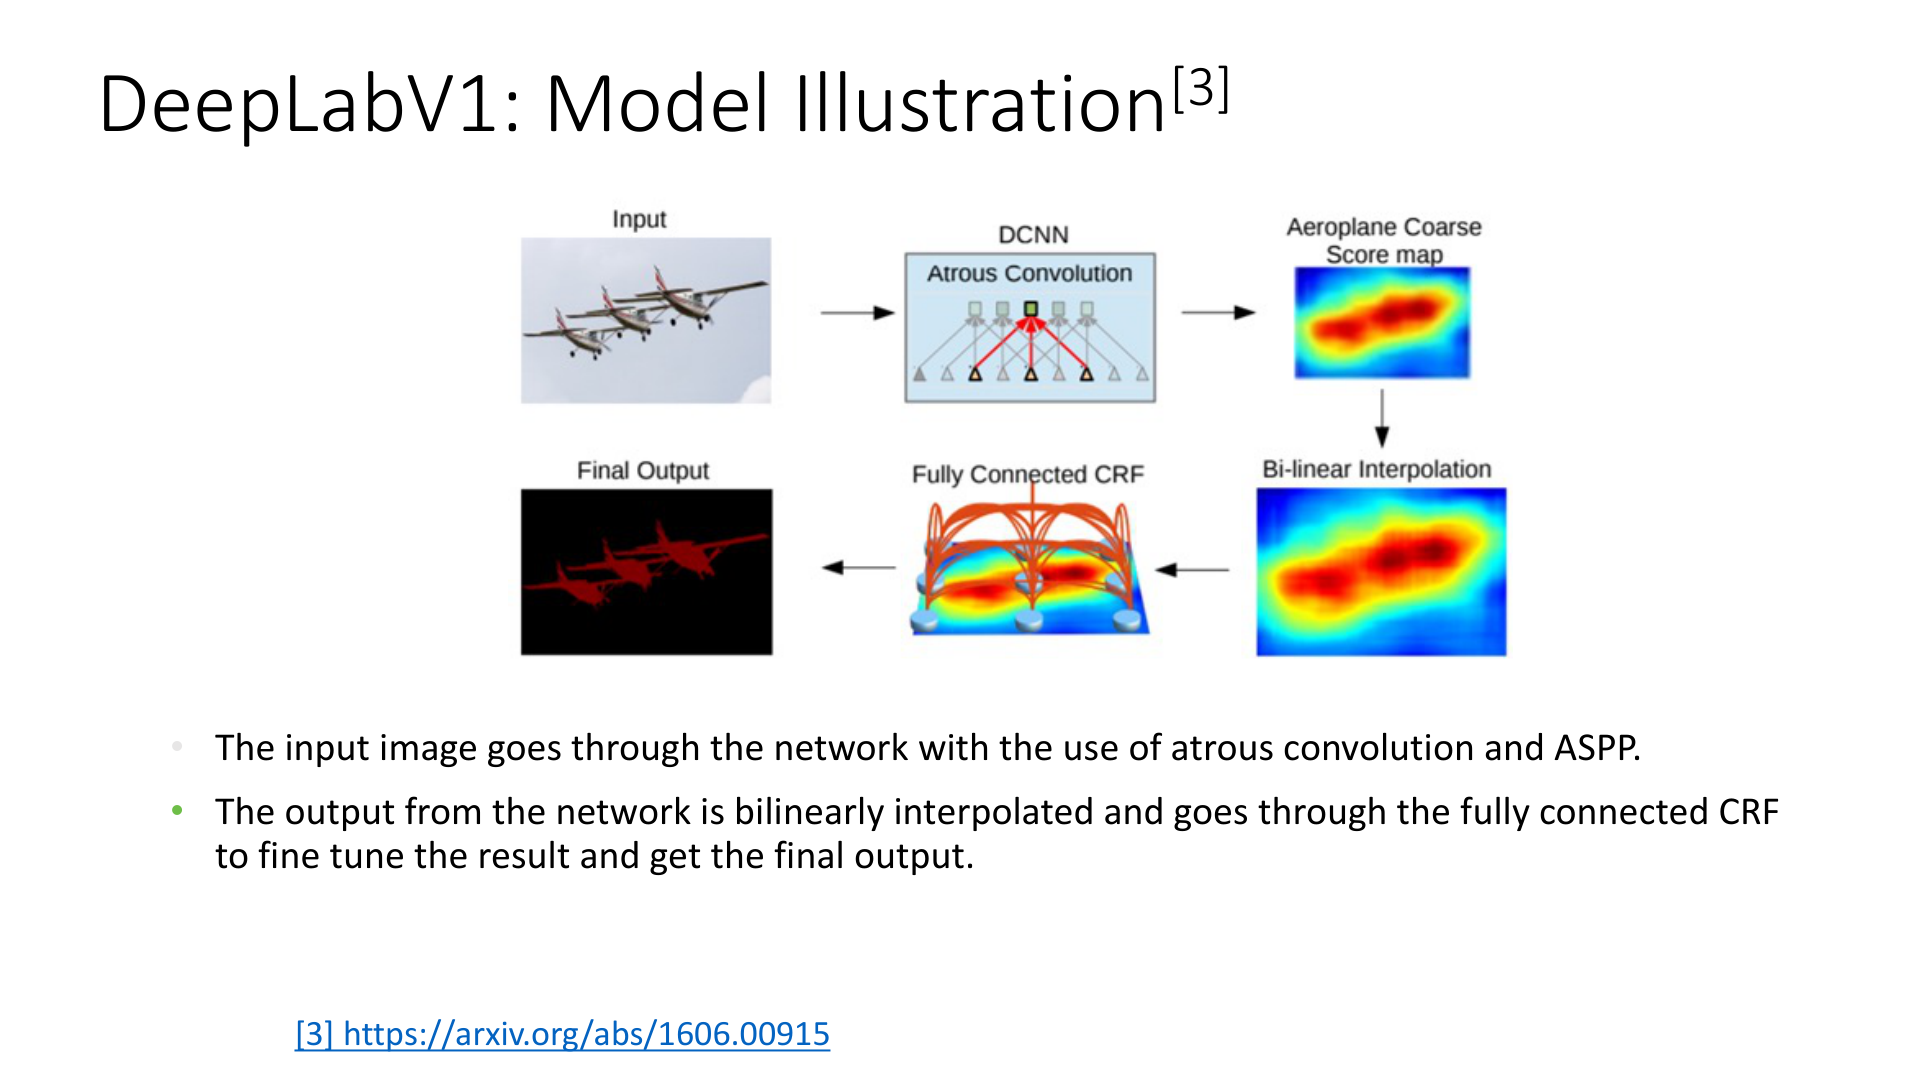 DeepLabV1: Model Illustration[3]
Input
DCNN
Atrous Convolution
Aeroplane Coarse
Score map
Final Output
Fully Connected CRF
Bi-linear Interpolation
• The input image goes through the network with the use of atrous convolution and ASPP.
• The output from the network is bilinearly interpolated and goes through the fully connected CRF
to fine tune the result and get the final output.
[3] https://arxiv.org/abs/1606.00915